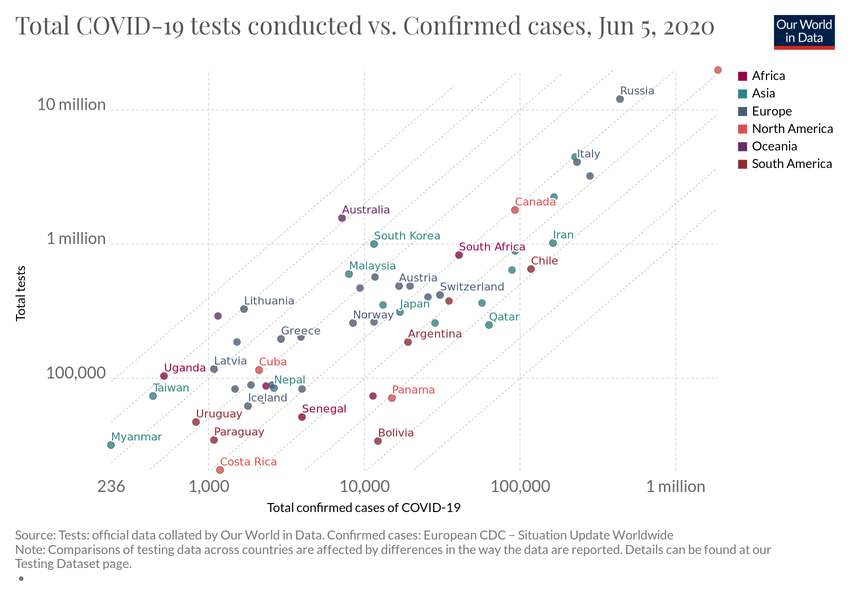 Total COVID-19 tests conducted vs. Confirmed cases, Jun 5, 2020
Our World
in Data
Africa
Asia
Europe
North America
Oceania
South America
Total tests
10 million
1 million
100,000
Russia
Italy
Canada
Australia
South Korea
Iran
South Africa
Malaysia
Chile
Austria
Switzerland
Lithuania
Japan
Norway
Qatar
Greece
Argentina
Latvia
Cuba
Uganda
Nepal
Taiwan
Panama
Iceland
Senegal
Uruguay
Paraguay
Bolivia
Myanmar
Costa Rica
236
1,000
10,000
100,000
1 million
Total confirmed cases of COVID-19
Source: Tests: official data collated by Our World in Data. Confirmed cases: European CDC – Situation Update Worldwide
Note: Comparisons of testing data across countries are affected by differences in the way the data are reported. Details can be found at our
Testing Dataset page.